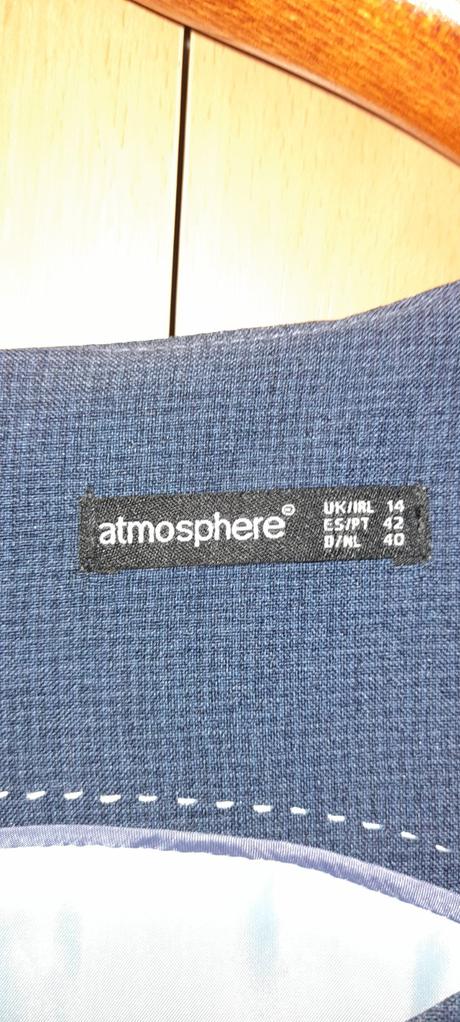 atmosphere®
UK/IRL 14
ES/PT 42
D/NL 40